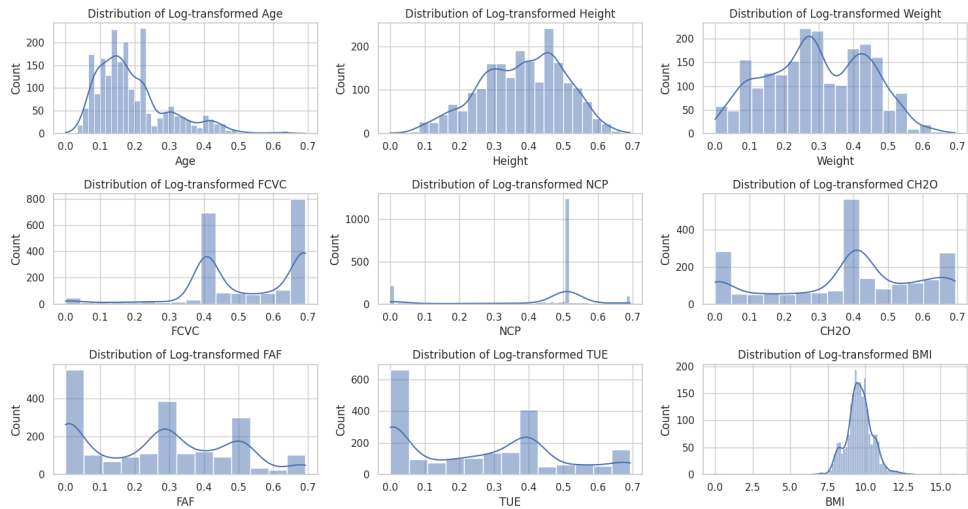 Distribution of Log-transformed Age
Distribution of Log-transformed Height
Distribution of Log-transformed Weight
Count
200
150
100
50
0
0.0 0.1 0.2 0.3 0.4 0.5 0.6 0.7
Age
Count
200
100
0
0.0 0.1 0.2 0.3 0.4 0.5 0.6 0.7
Height
Count
200
150
100
50
0
0.0 0.1 0.2 0.3 0.4 0.5 0.6 0.7
Weight
Distribution of Log-transformed FCVC
Distribution of Log-transformed NCP
Distribution of Log-transformed CH2O
Count
800
600
400
200
0
0.0 0.1 0.2 0.3 0.4 0.5 0.6 0.7
FCVC
Count
1000
500
0
0.0 0.1 0.2 0.3 0.4 0.5 0.6 0.7
NCP
Count
400
200
0
0.0 0.1 0.2 0.3 0.4 0.5 0.6 0.7
CH2O
Distribution of Log-transformed FAF
Distribution of Log-transformed TUE
Distribution of Log-transformed BMI
Count
400
200
0
0.0 0.1 0.2 0.3 0.4 0.5 0.6 0.7
FAF
Count
600
400
200
0
0.0 0.1 0.2 0.3 0.4 0.5 0.6 0.7
TUE
Count
200
150
100
50
0
0.0 2.5 5.0 7.5 10.0 12.5 15.0
BMI